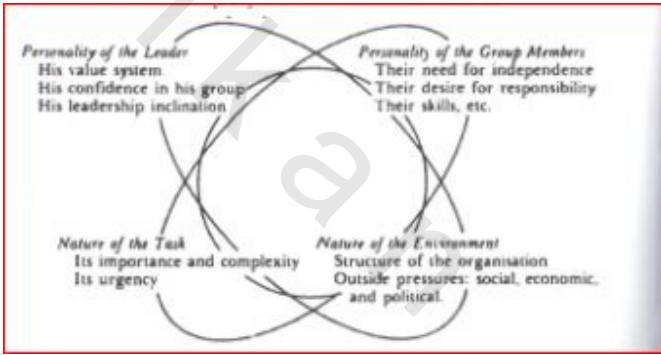 Personality of the Leader
His value system
His confidence in his group
His leadership inclination
Personality of the Group Members
Their need for independence
Their desire for responsibility
Their skills, etc.
Nature of the Task
Its importance and complexity
Its urgency
Nature of the Environment
Structure of the organisation
Outside pressures: social, economic,
and political.